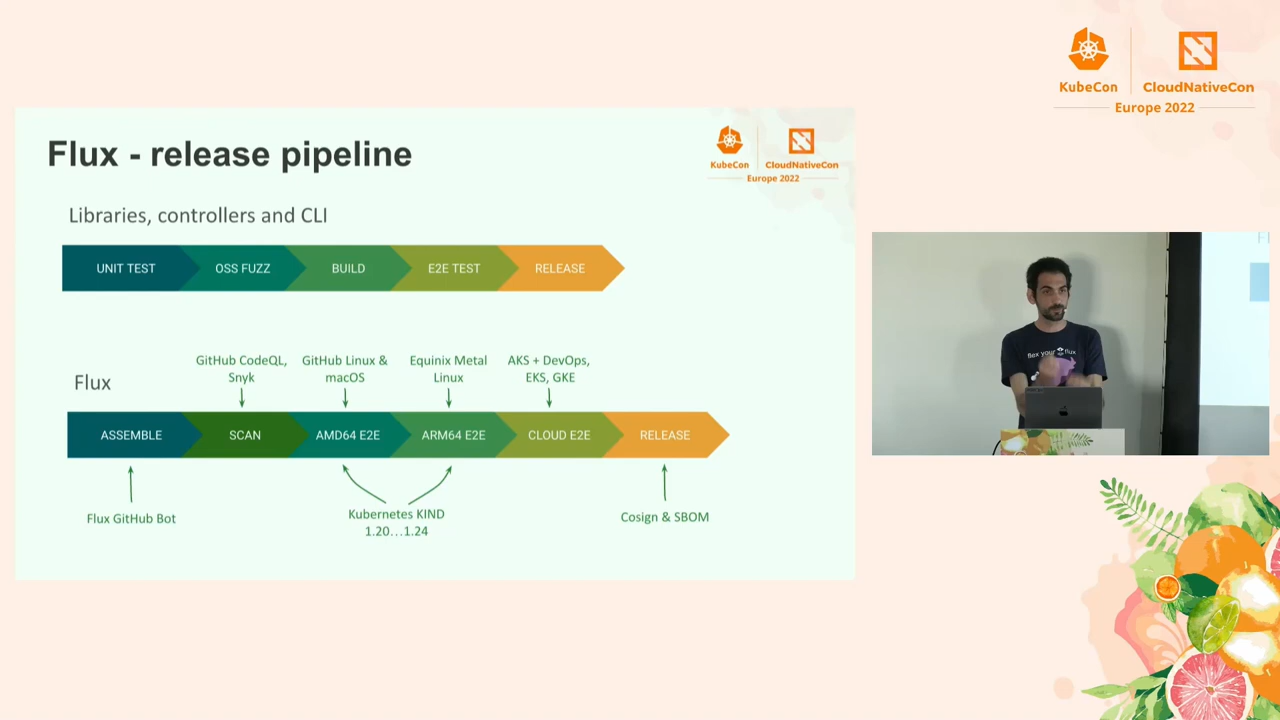 KubeCon
CloudNativeCon
Europe 2022
Flux - release pipeline
KubeCon
CloudNativeCon
Europe 2022
Libraries, controllers and CLI
UNIT TEST
OSS FUZZ
BUILD
E2E TEST
RELEASE
Flux
GitHub CodeQL,
Snyk
GitHub Linux &
macOS
Equinix Metal
Linux
AKS + DevOps,
EKS, GKE
ASSEMBLE
SCAN
AMD64 E2E
ARM64 E2E
CLOUD E2E
RELEASE
Flux GitHub Bot
Kubernetes KIND
1.20...1.24
Cosign & SBOM
flex your flux